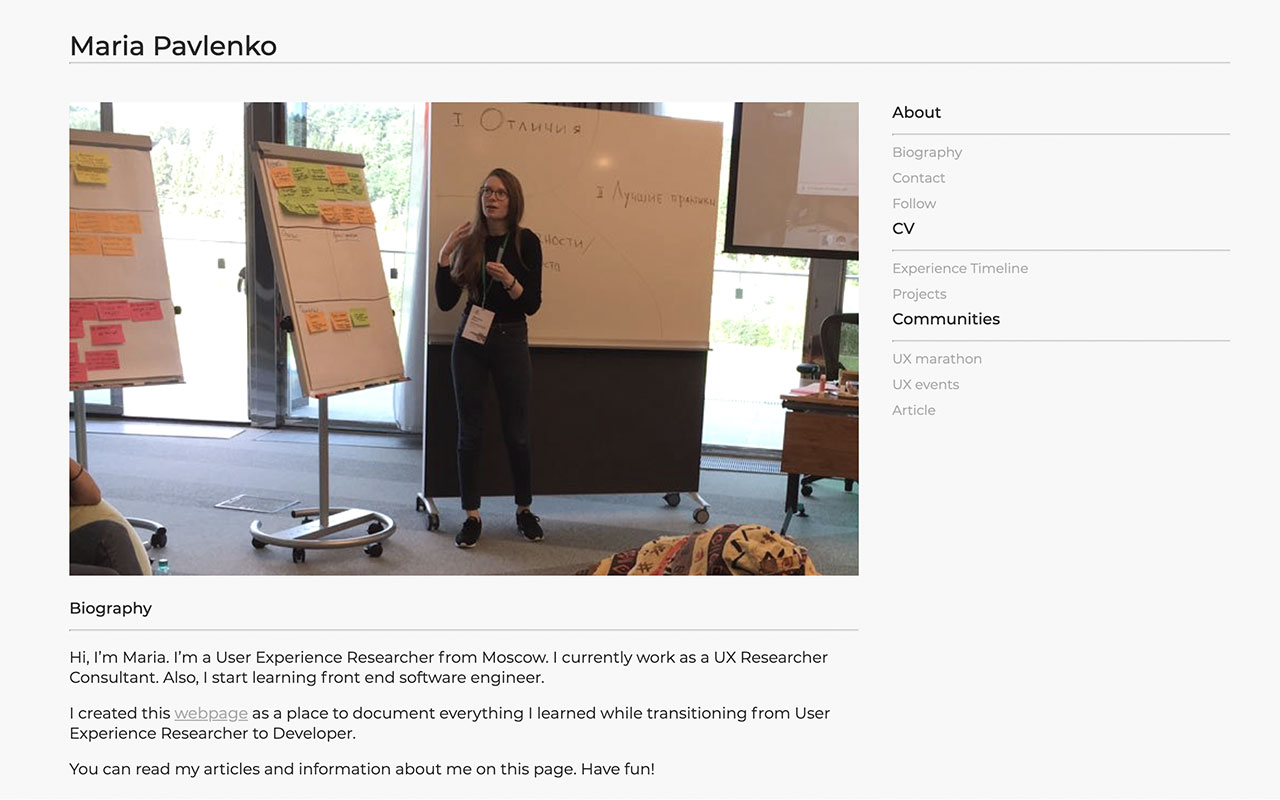 Maria Pavlenko
I Отличия
II Лучшие практики
About
Biography
Contact
Follow
CV
Experience Timeline
Projects
Communities
UX marathon
UX events
Article
Biography
Hi, I’m Maria. I’m a User Experience Researcher from Moscow. I currently work as a UX Researcher
Consultant. Also, I start learning front end software engineer.
I created this webpage as a place to document everything I learned while transitioning from User
Experience Researcher to Developer.
You can read my articles and information about me on this page. Have fun!